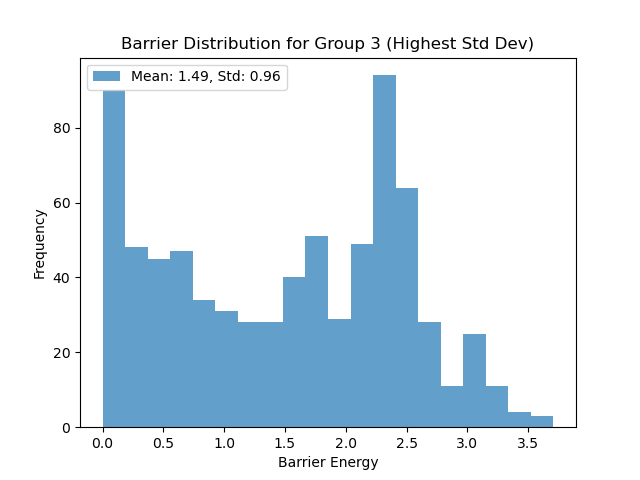 Barrier Distribution for Group 3 (Highest Std Dev)
Mean: 1.49, Std: 0.96
80
60
40
20
0
Frequency
0.0 0.5 1.0 1.5 2.0 2.5 3.0 3.5
Barrier Energy